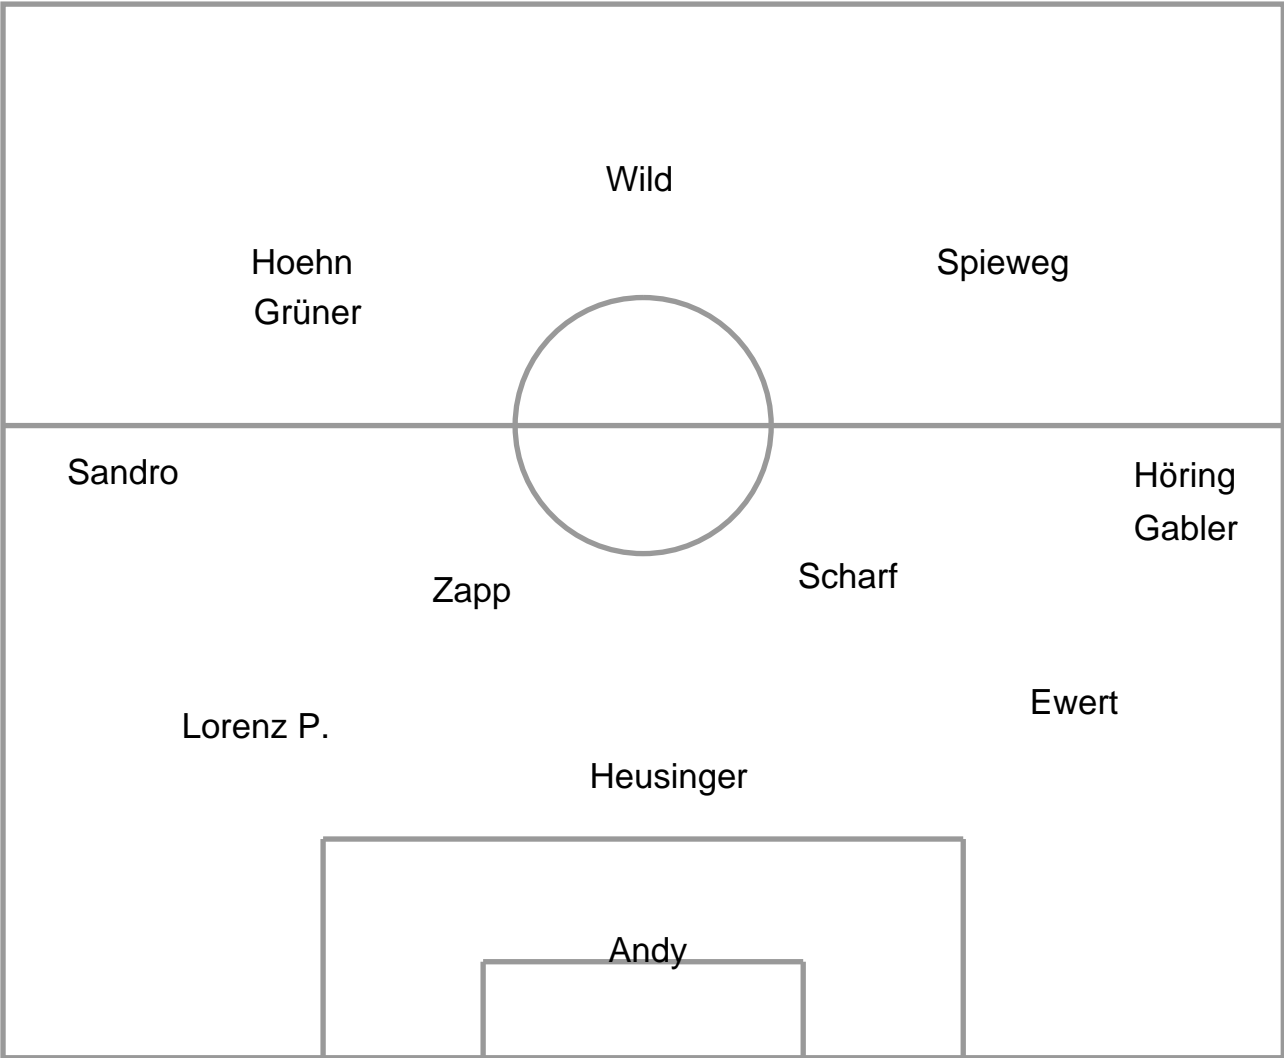 Wild
Hoehn
Spieweg
Grüner
Sandro
Höring
Gabler
Zapp
Scharf
Lorenz P.
Ewert
Heusinger
Andy